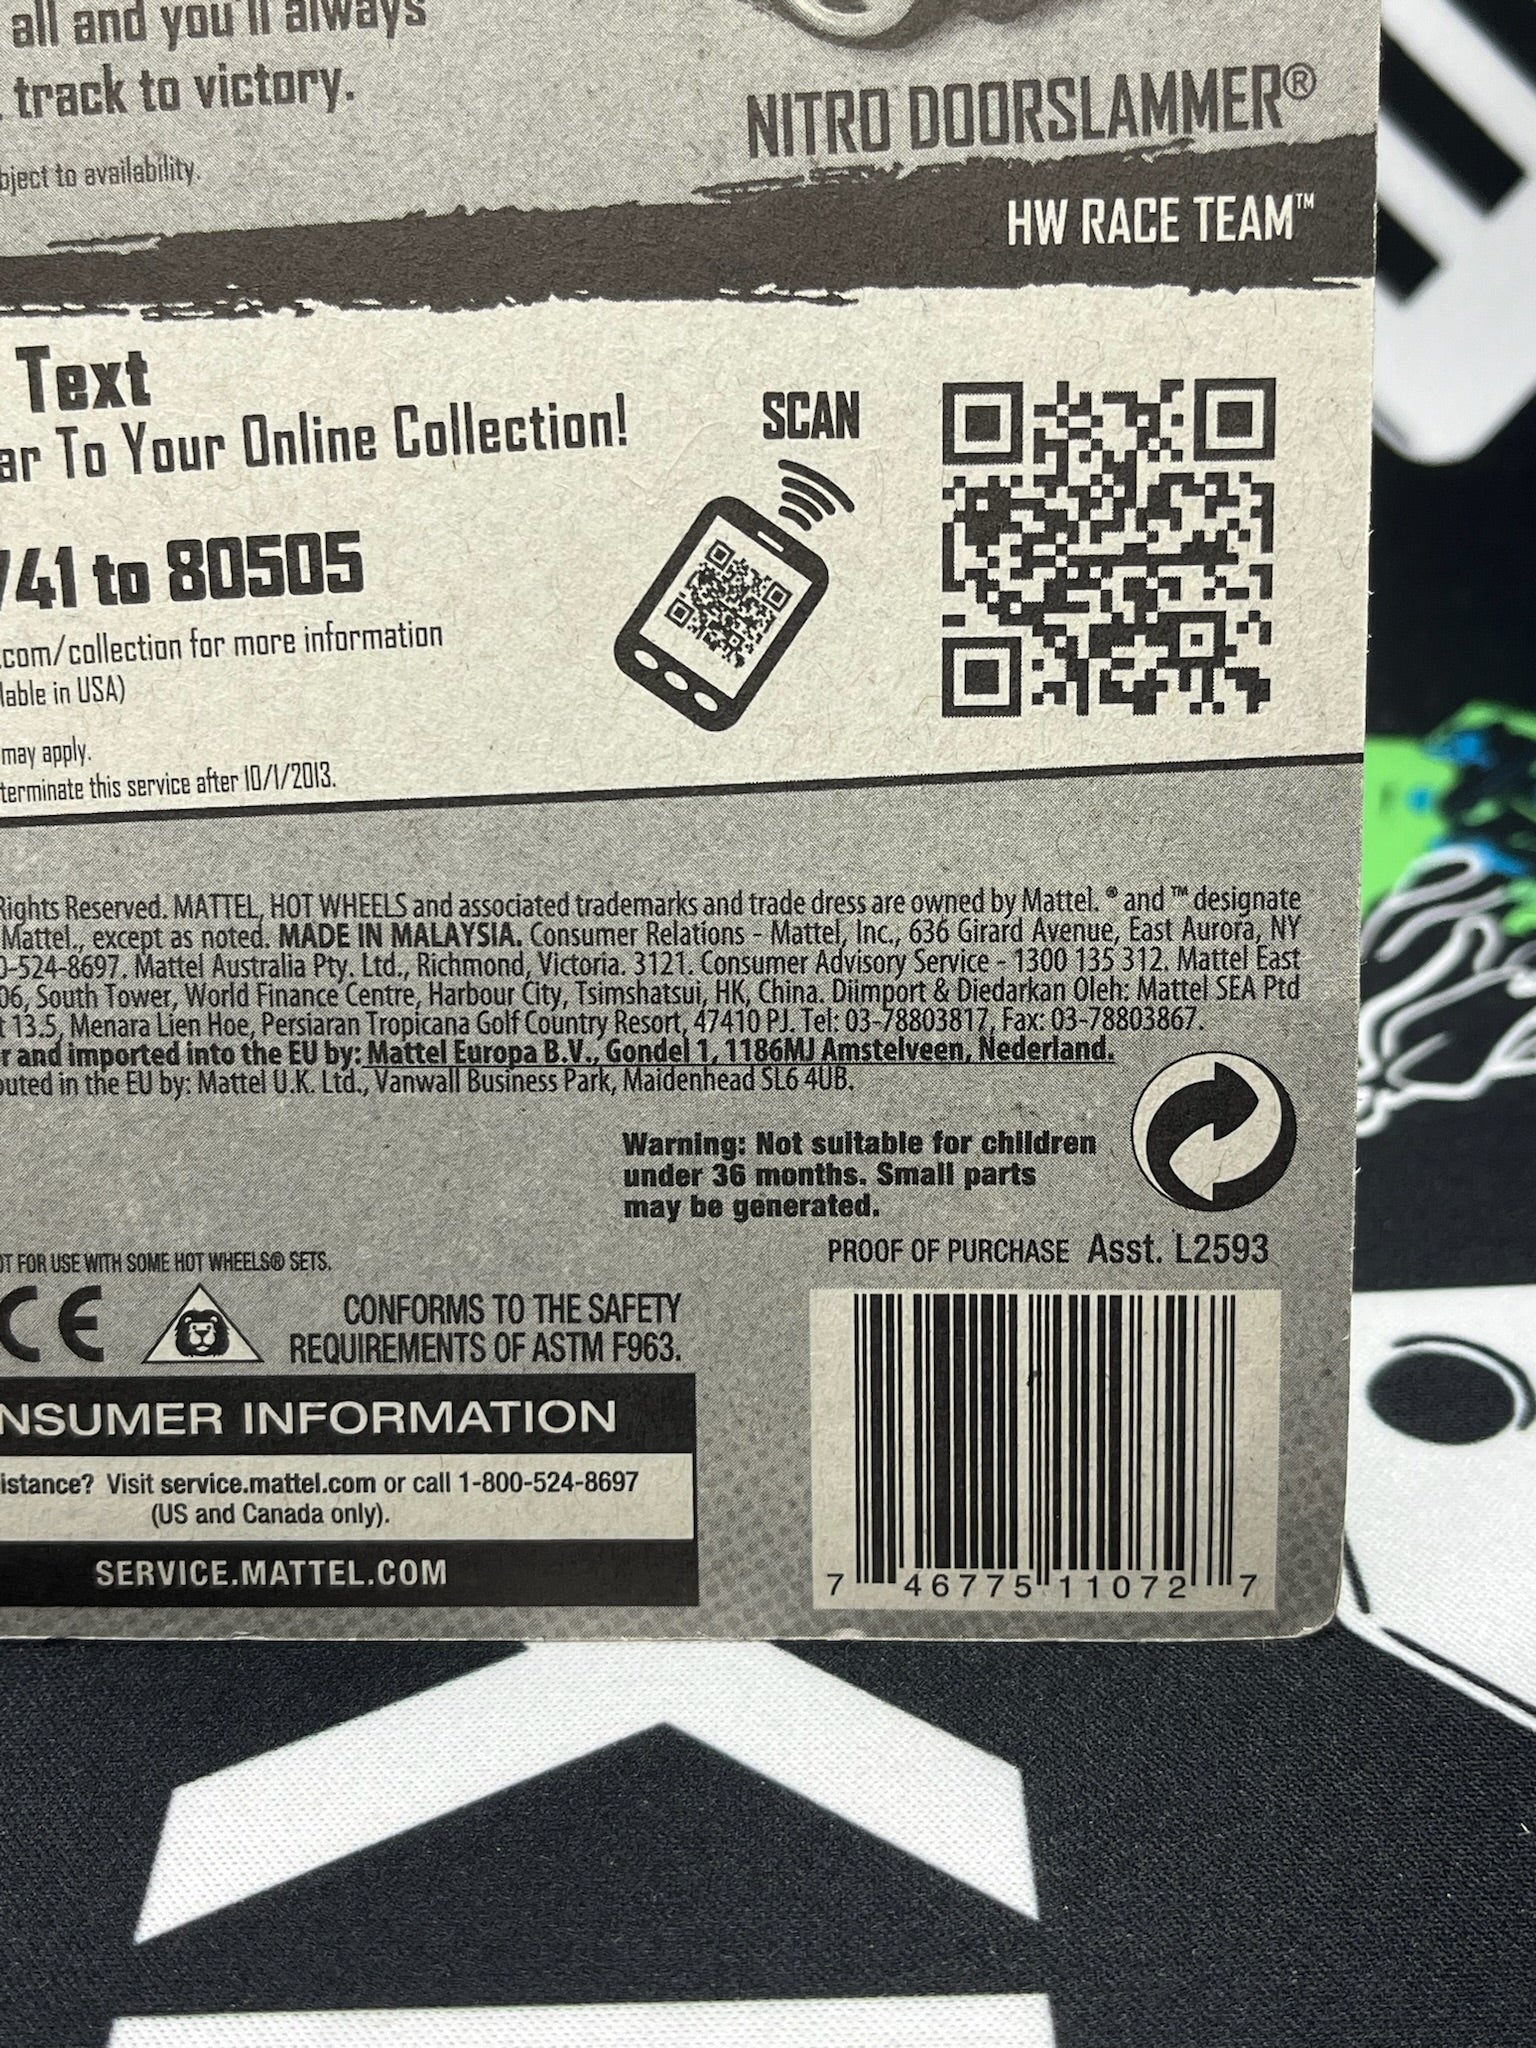 all and you'll always
track to victory.
NITRO DOORSLAMMER®
bject to availability.
HW RACE TEAM™
Text
ar To Your Online Collection!
SCAN
741 to 80505
.com/collection for more information
lable in USA)
may apply.
terminate this service after 10/1/2013.
Rights Reserved. MATTEL, HOT WHEELS and associated trademarks and trade dress are owned by Mattel. ® and ™ designate
Mattel., except as noted. MADE IN MALAYSIA. Consumer Relations - Mattel, Inc., 636 Girard Avenue, East Aurora, NY
0-524-8697. Mattel Australia Pty. Ltd., Richmond, Victoria. 3121. Consumer Advisory Service - 1300 135 312. Mattel East
06, South Tower, World Finance Centre, Harbour City, Tsimshatsui, HK, China. Diimport & Diedarkan Oleh: Mattel SEA Ptd
t 13.5, Menara Lien Hoe, Persiaran Tropicana Golf Country Resort, 47410 PJ. Tel: 03-78803817, Fax: 03-78803867.
r and imported into the EU by: Mattel Europa B.V., Gondel 1, 1186MJ Amstelveen, Nederland.
buted in the EU by: Mattel U.K. Ltd., Vanwall Business Park, Maidenhead SL6 4UB.
Warning: Not suitable for children
under 36 months. Small parts
may be generated.
PROOF OF PURCHASE Asst. L2593
OT FOR USE WITH SOME HOT WHEELS® SETS.
CE
CONFORMS TO THE SAFETY
REQUIREMENTS OF ASTM F963.
NSUMER INFORMATION
istance? Visit service.mattel.com or call 1-800-524-8697
(US and Canada only).
SERVICE.MATTEL.COM
7 46775 11072 7